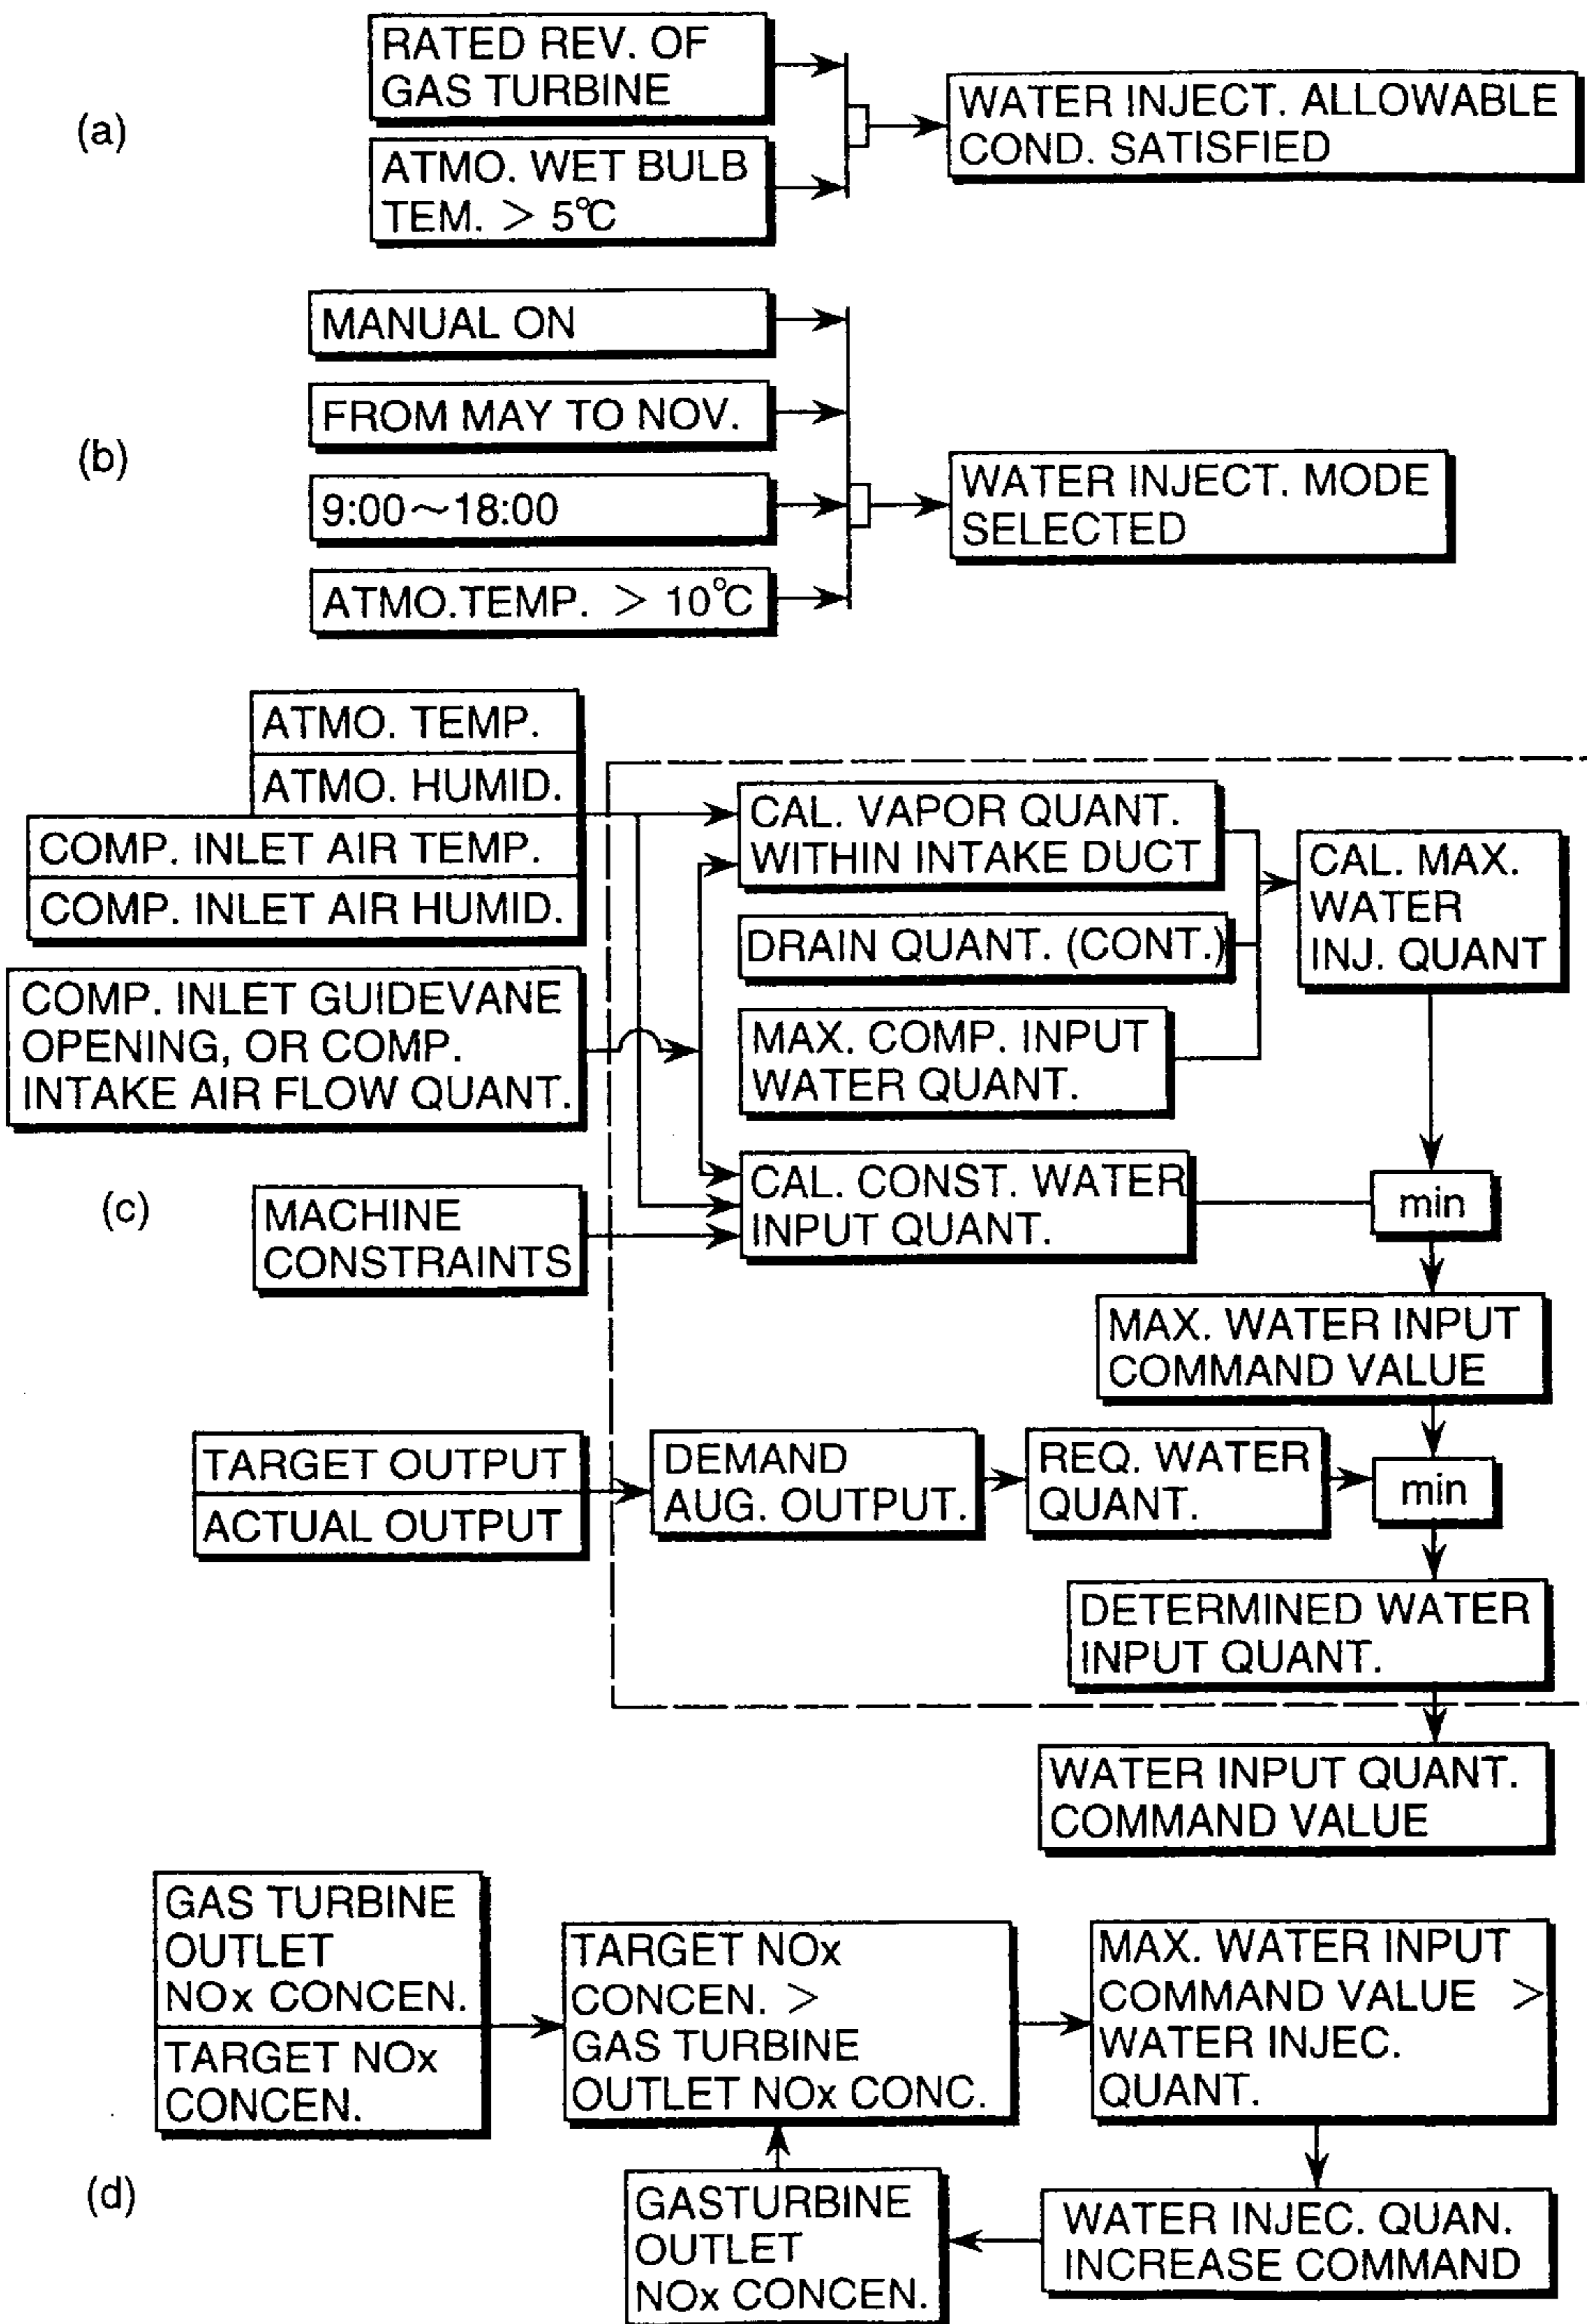 (a)
RATED REV. OF
GAS TURBINE
ATMO. WET BULB
TEM. > 5℃
WATER INJECT. ALLOWABLE
COND. SATISFIED
(b)
MANUAL ON
FROM MAY TO NOV.
9:00～18:00
ATMO.TEMP. > 10℃
WATER INJECT. MODE
SELECTED
(c)
ATMO. TEMP.
ATMO. HUMID.
COMP. INLET AIR TEMP.
COMP. INLET AIR HUMID.
COMP. INLET GUIDEVANE
OPENING, OR COMP.
INTAKE AIR FLOW QUANT.
MACHINE
CONSTRAINTS
CAL. VAPOR QUANT.
WITHIN INTAKE DUCT
DRAIN QUANT. (CONT.)
MAX. COMP. INPUT
WATER QUANT.
CAL. CONST. WATER
INPUT QUANT.
CAL. MAX.
WATER
INJ. QUANT
min
MAX. WATER INPUT
COMMAND VALUE
TARGET OUTPUT
ACTUAL OUTPUT
DEMAND
AUG. OUTPUT.
REQ. WATER
QUANT.
min
DETERMINED WATER
INPUT QUANT.
WATER INPUT QUANT.
COMMAND VALUE
(d)
GAS TURBINE
OUTLET
NOx CONCEN.
TARGET NOx
CONCEN.
TARGET NOx
CONCEN. >
GAS TURBINE
OUTLET NOx CONC.
MAX. WATER INPUT
COMMAND VALUE >
WATER INJEC.
QUANT.
WATER INJEC. QUAN.
INCREASE COMMAND
GASTURBINE
OUTLET
NOx CONCEN.